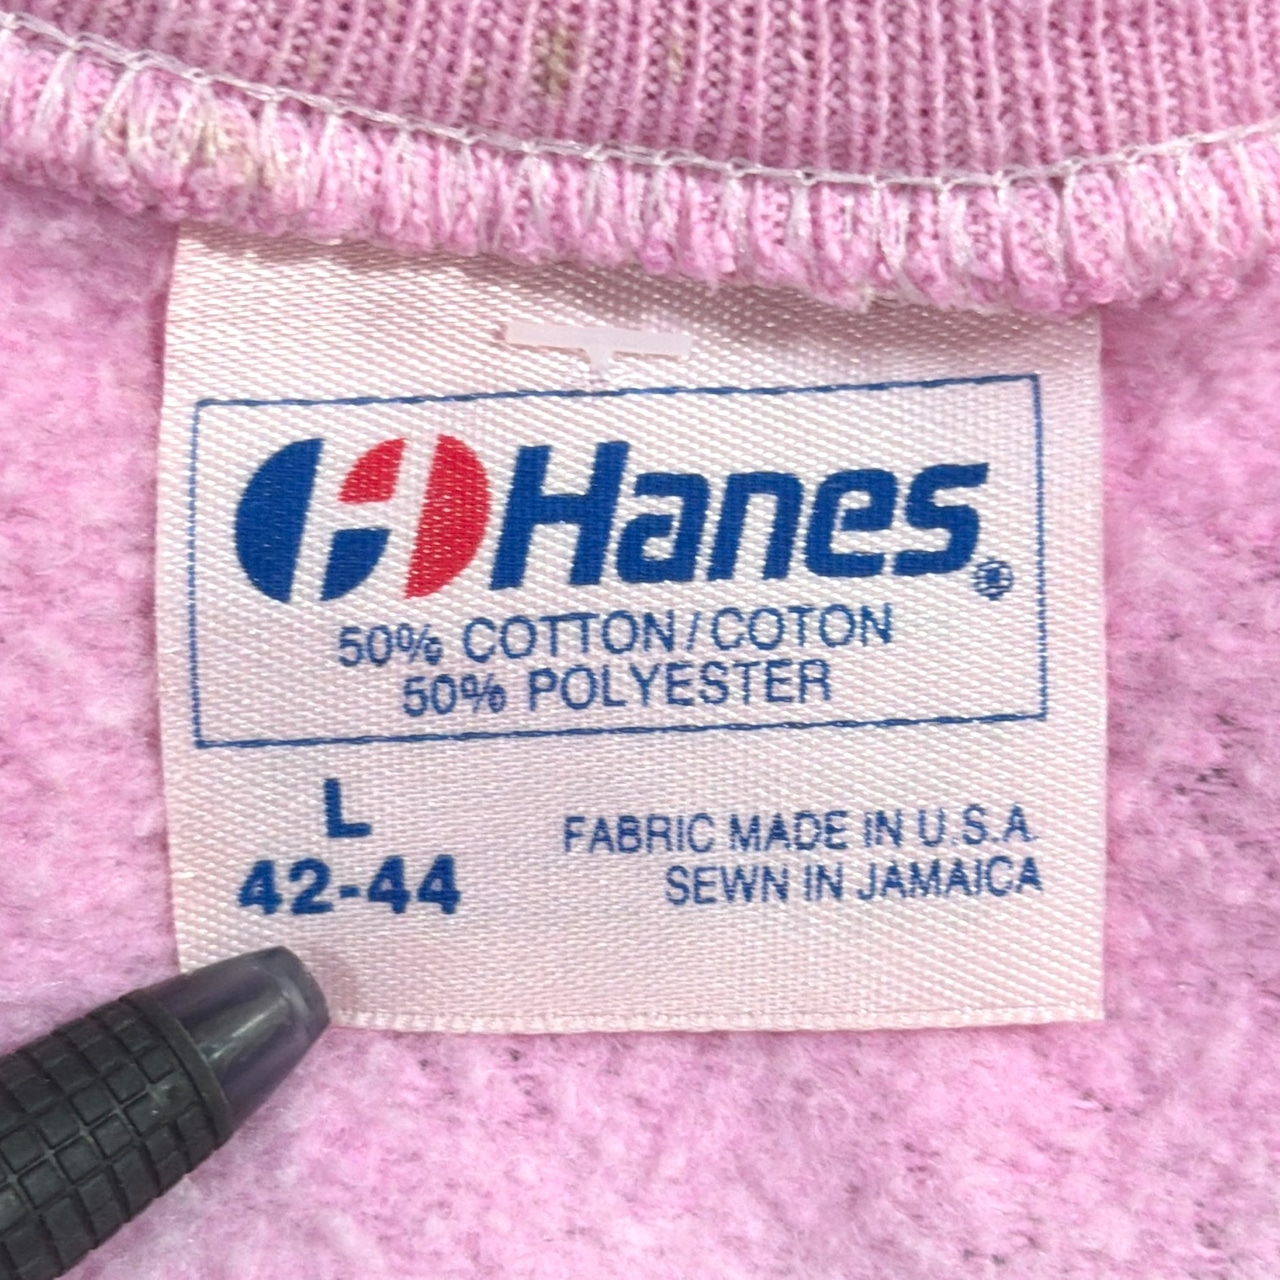 Hanes®
50% COTTON/COTON
50% POLYESTER
L
42-44
FABRIC MADE IN U.S.A.
SEWN IN JAMAICA